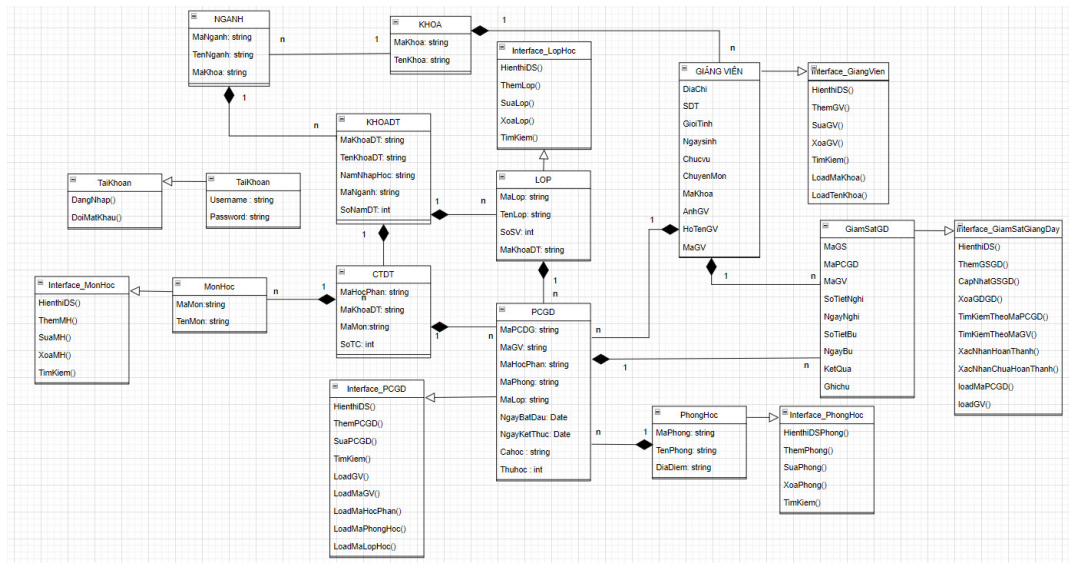 NGANH
MaNganh: string
TenNganh: string
MaKhoa: string
n
1
KHOA
MaKhoa: string
TenKhoa: string
1
n
Interface_LopHoc
HienthiDS()
ThemLop()
SuaLop()
XoaLop()
TimKiem()
GIẢNG VIÊN
DiaChi
SDT
GioiTinh
Ngaysinh
Chucvu
ChuyenMon
MaKhoa
AnhGV
HoTenGV
MaGV
Interface_GiangVien
HienthiDS()
ThemGV()
SuaGV()
XoaGV()
TimKiem()
LoadMaKhoa()
LoadTenKhoa()
1
n
KHOADT
MaKhoaDT: string
TenKhoaDT: string
NamNhapHoc: string
MaNganh: string
SoNamDT: int
1
n
TaiKhoan
DangNhap()
DoiMatKhau()
TaiKhoan
Username : string
Password: string
LOP
MaLop: string
TenLop: string
SoSV: int
MaKhoaDT: string
1
n
1
n
1
n
GiamSatGD
MaGS
MaPCGD
MaGV
SoTietNghi
NgayNghi
SoTietBu
NgayBu
KetQua
Ghichu
Interface_GiamSatGiangDay
HienthiDS()
ThemGSGD()
CapNhatGSGD()
XoaGDGD()
TimKiemTheoMaPCGD()
TimKiemTheoMaGV()
XacNhanHoanThanh()
XacNhanChuaHoanThanh()
loadMaPCGD()
loadGV()
Interface_MonHoc
HienthiDS()
ThemMH()
SuaMH()
XoaMH()
TimKiem()
MonHoc
MaMon:string
TenMon: string
n
1
CTDT
MaHocPhan: string
MaKhoaDT: string
MaMon:string
SoTC: int
1
n
n
1
n
PCGD
MaPCDG: string
MaGV: string
MaHocPhan: string
MaPhong: string
MaLop: string
NgayBatDau: Date
NgayKetThuc: Date
Cahoc : string
Thuhoc : int
1
n
Interface_PCGD
HienthiDS()
ThemPCGD()
SuaPCGD()
TimKiem()
LoadGV()
LoadMaGV()
LoadMaHocPhan()
LoadMaPhongHoc()
LoadMaLopHoc()
n
1
PhongHoc
MaPhong: string
TenPhong: string
DiaDiem: string
Interface_PhongHoc
HienthiDSPhong()
ThemPhong()
SuaPhong()
XoaPhong()
TimKiem()